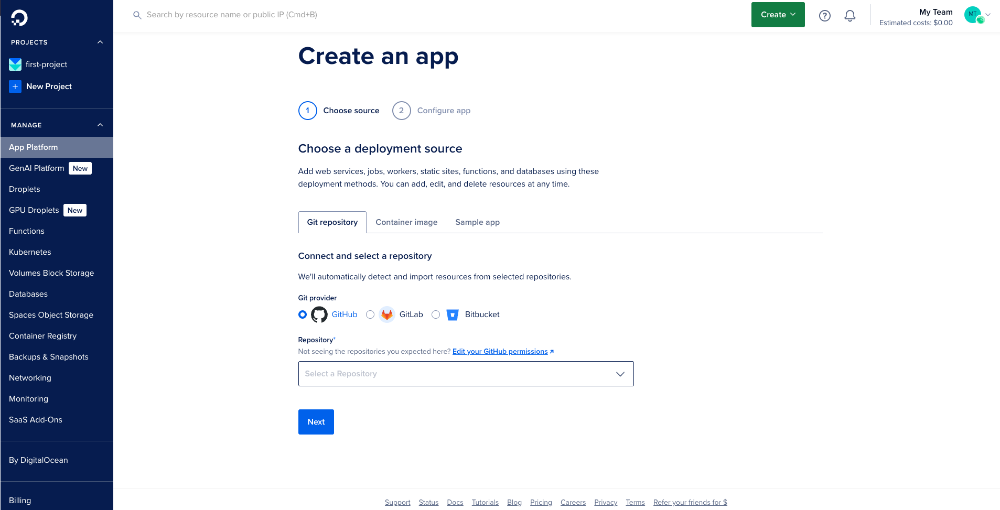 Search by resource name or public IP (Cmd+B)
Create
?
My Team
Estimated costs: $0.00
MT
PROJECTS
first-project
+ New Project
MANAGE
App Platform
GenAI Platform New
Droplets
GPU Droplets New
Functions
Kubernetes
Volumes Block Storage
Databases
Spaces Object Storage
Container Registry
Backups & Snapshots
Networking
Monitoring
SaaS Add-Ons
By DigitalOcean
Billing
Create an app
1 Choose source 2 Configure app
Choose a deployment source
Add web services, jobs, workers, static sites, functions, and databases using these
deployment methods. You can add, edit, and delete resources at any time.
Git repository Container image Sample app
Connect and select a repository
We'll automatically detect and import resources from selected repositories.
Git provider
GitHub GitLab Bitbucket
Repository*
Not seeing the repositories you expected here? Edit your GitHub permissions
Select a Repository
Next
Support Status Docs Tutorials Blog Pricing Careers Privacy Terms Refer your friends for $